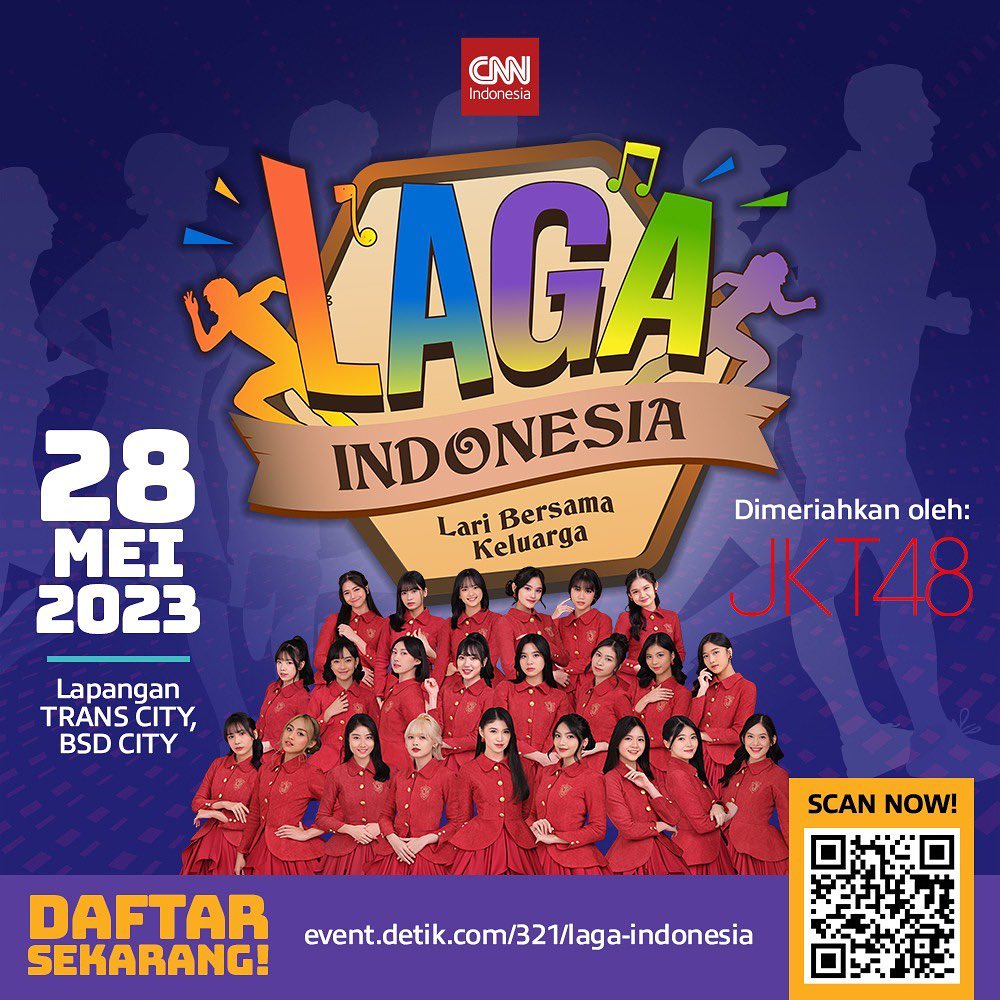 CNN
Indonesia
LAGA
INDONESIA
Lari Bersama
Keluarga
28
MEI
2023
Lapangan
TRANS CITY,
BSD CITY
Dimeriahkan oleh:
JKT48
SCAN NOW!
DAFTAR
SEKARANG!
event.detik.com/321/laga-indonesia